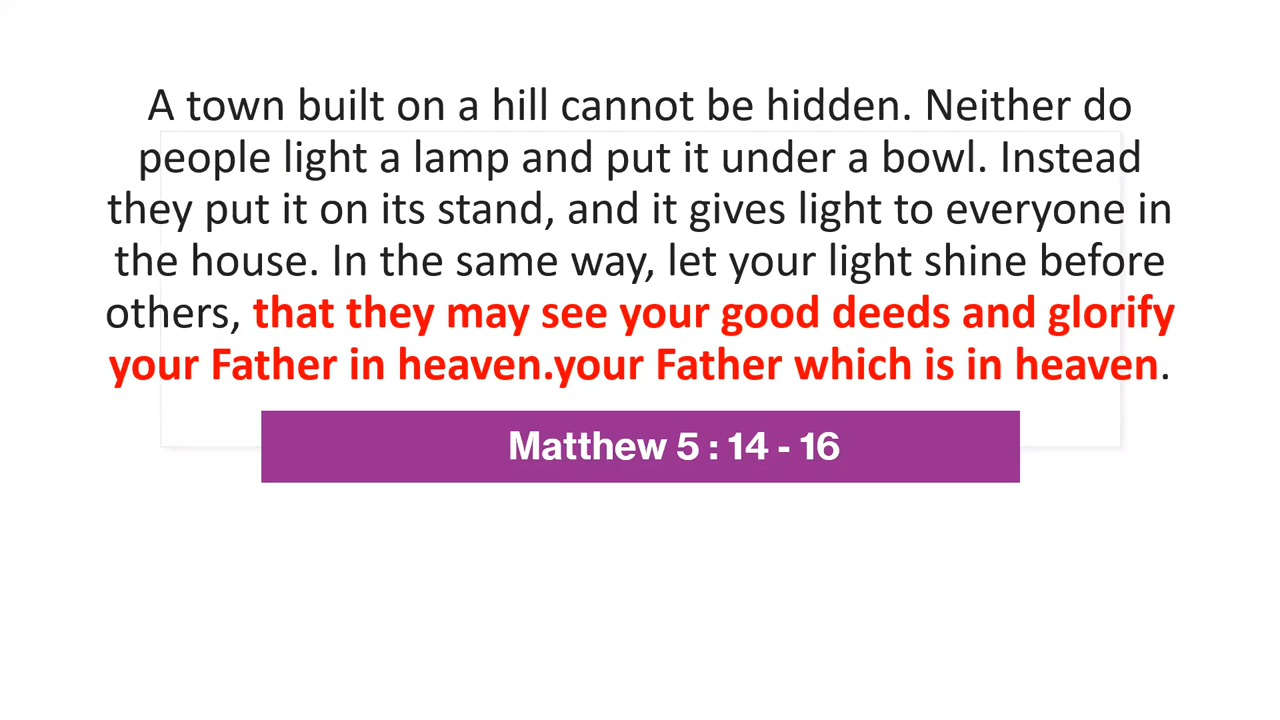 A town built on a hill cannot be hidden. Neither do
people light a lamp and put it under a bowl. Instead
they put it on its stand, and it gives light to everyone in
the house. In the same way, let your light shine before
others, that they may see your good deeds and glorify
your Father in heaven.your Father which is in heaven.
Matthew 5 : 14 - 16